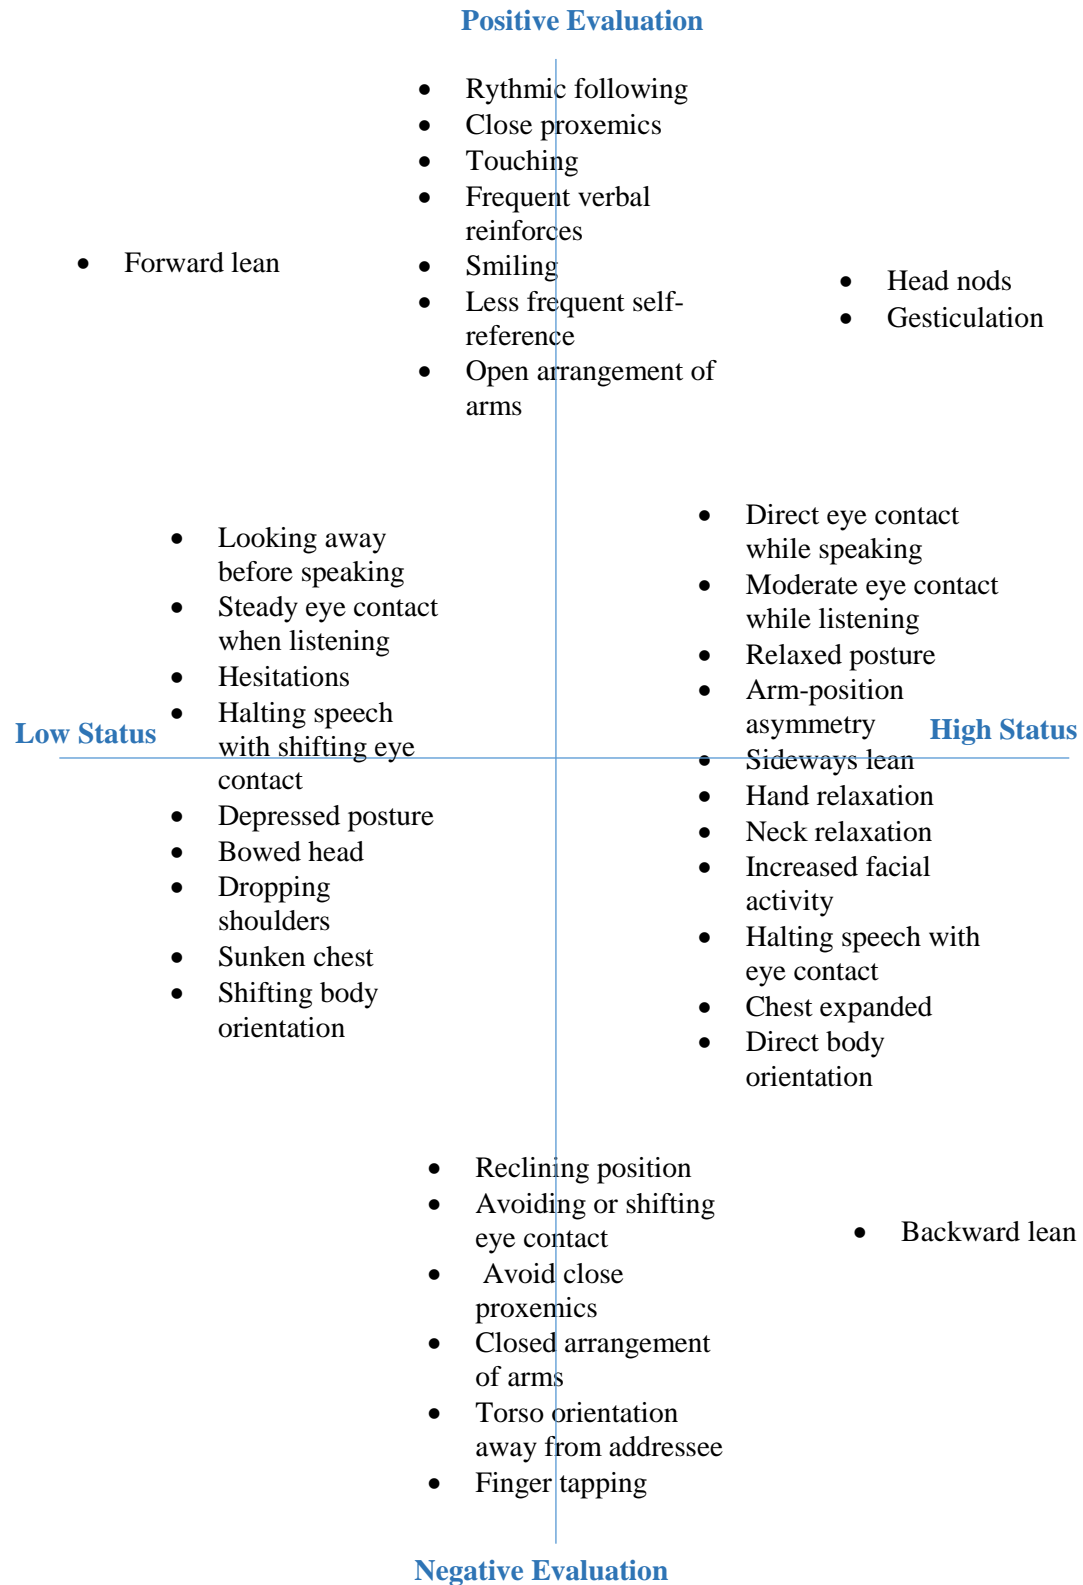 Positive Evaluation
• Rythmic following
• Close proxemics
• Touching
• Frequent verbal
reinforces
• Smiling
• Less frequent self-
reference
• Open arrangement of
arms
• Forward lean
• Head nods
• Gesticulation
• Looking away
before speaking
• Steady eye contact
when listening
• Hesitations
• Halting speech
with shifting eye
contact
• Depressed posture
• Bowed head
• Dropping
shoulders
• Sunken chest
• Shifting body
orientation
Low Status
• Direct eye contact
while speaking
• Moderate eye contact
while listening
• Relaxed posture
• Arm-position
asymmetry
• Sideways lean
• Hand relaxation
• Neck relaxation
• Increased facial
activity
• Halting speech with
eye contact
• Chest expanded
• Direct body
orientation
High Status
• Reclining position
• Avoiding or shifting
eye contact
• Avoid close
proxemics
• Closed arrangement
of arms
• Torso orientation
away from addressee
• Finger tapping
• Backward lean
Negative Evaluation